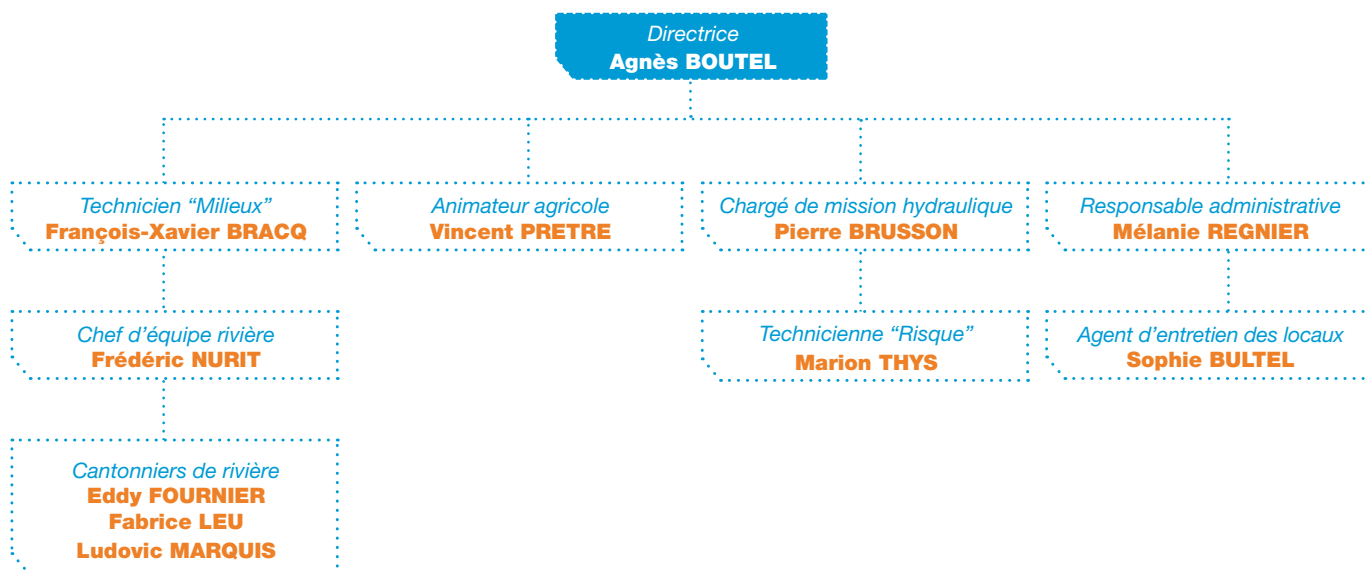 Directrice
Agnès BOUTEL
Technicien “Milieux”
François-Xavier BRACQ
Animateur agricole
Vincent PRETRE
Chargé de mission hydraulique
Pierre BRUSSON
Responsable administrative
Mélanie REGNIER
Chef d’équipe rivière
Frédéric NURIT
Technicienne “Risque”
Marion THYS
Agent d’entretien des locaux
Sophie BULTEL
Cantonniers de rivière
Eddy FOURNIER
Fabrice LEU
Ludovic MARQUIS